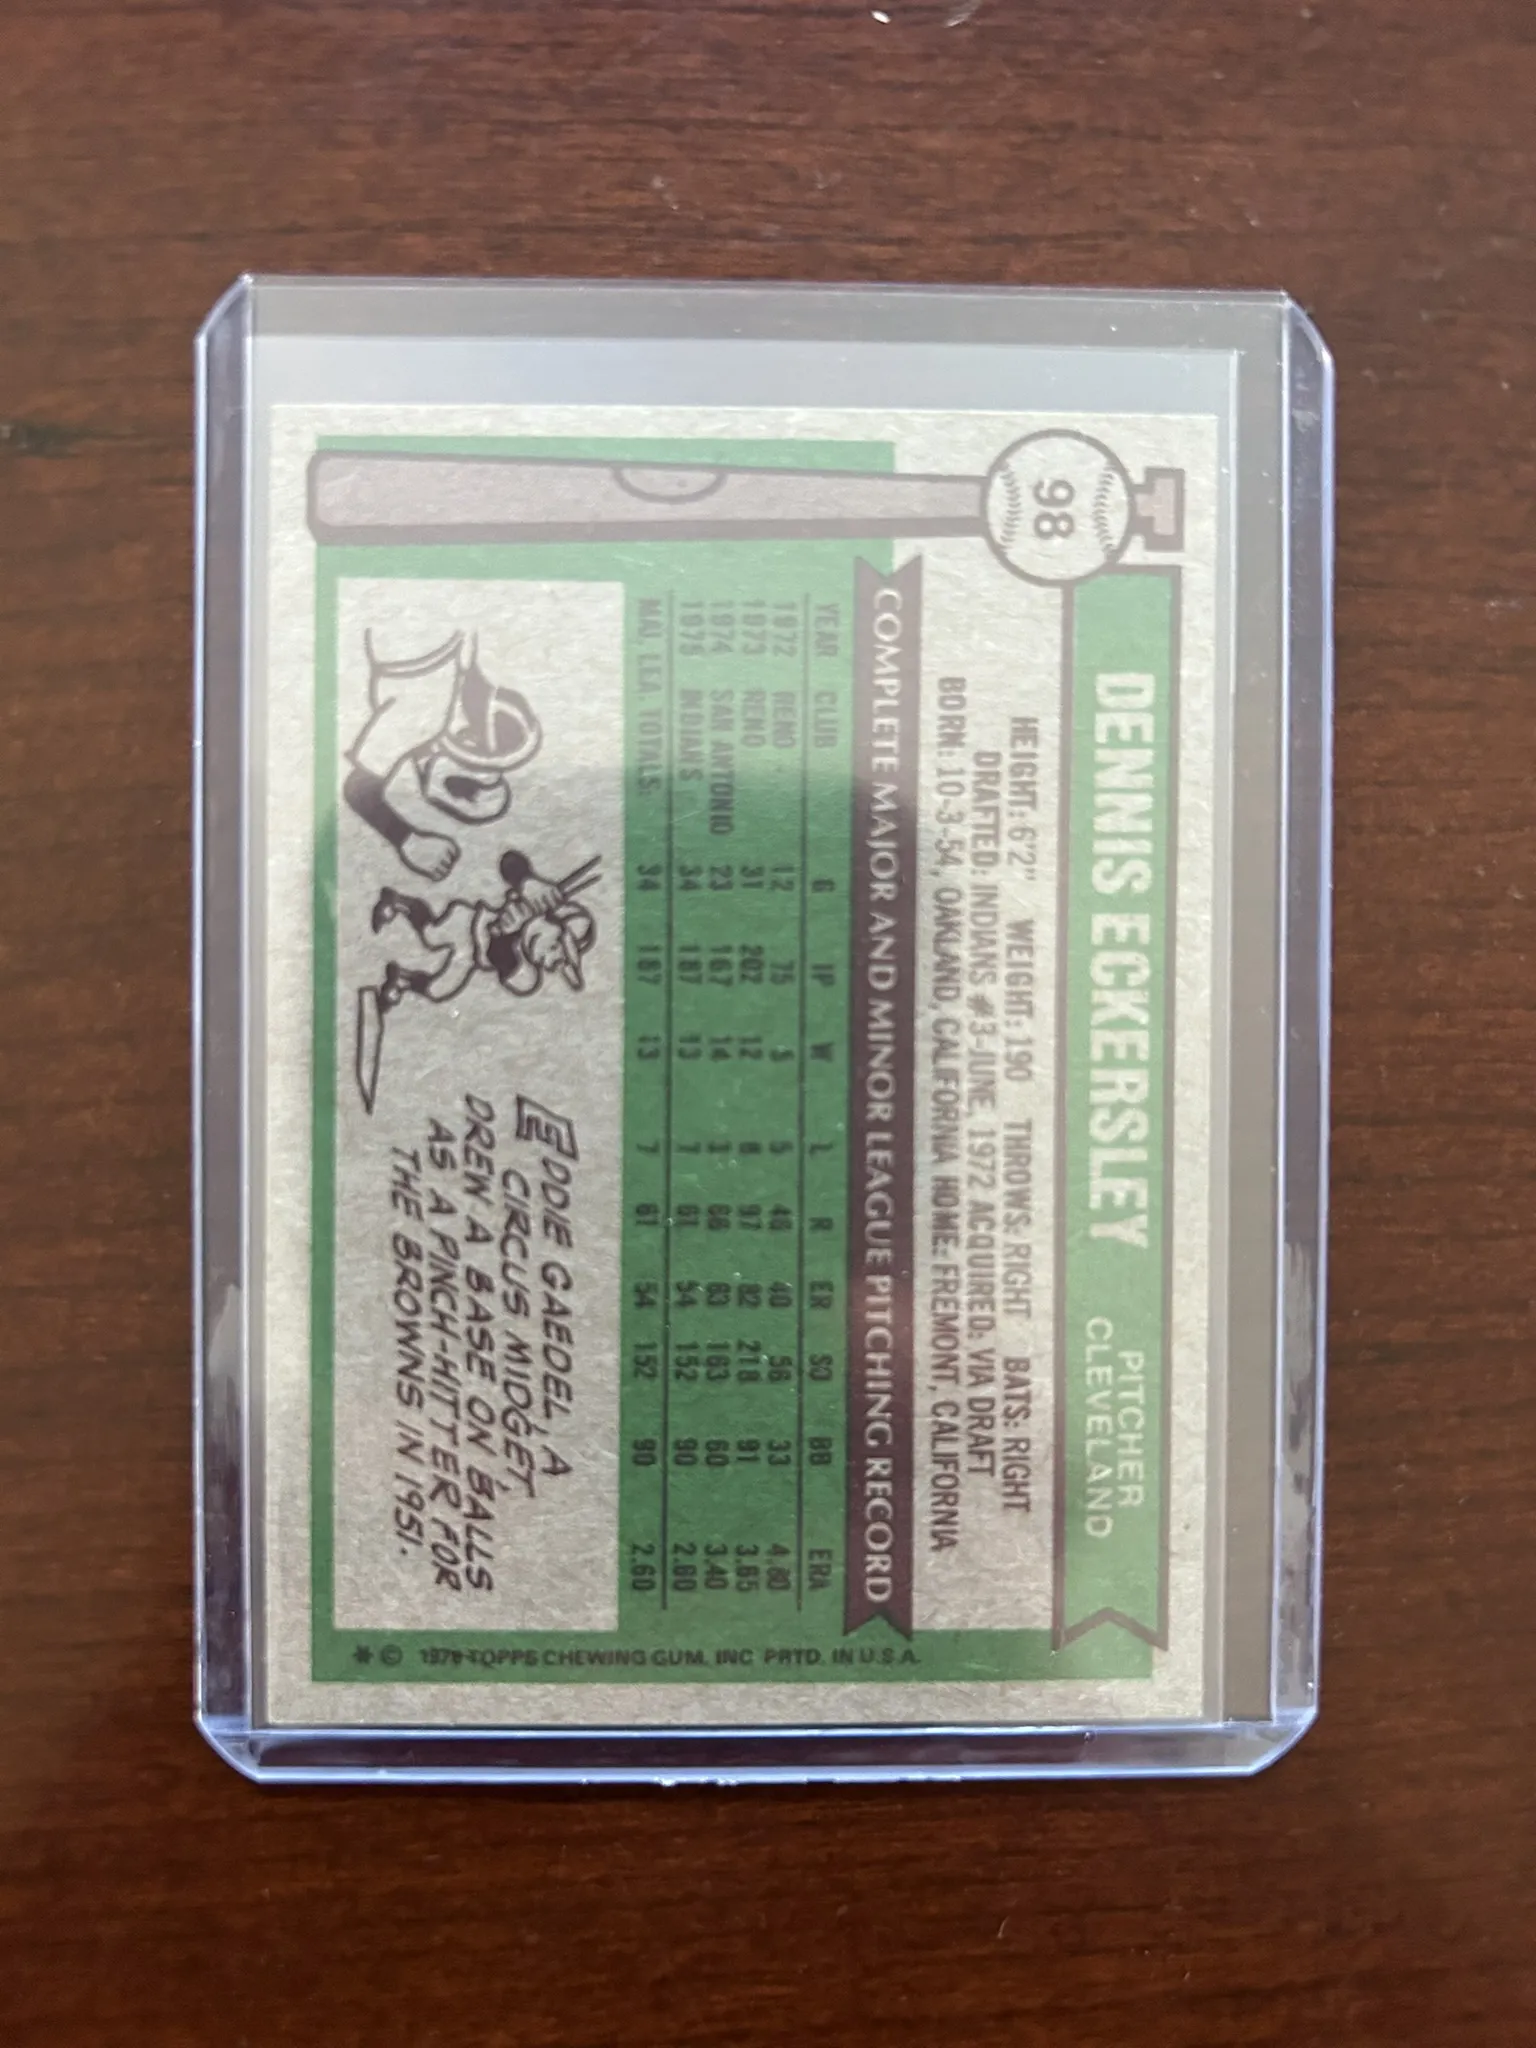 98
DENNIS ECKERSLEY PITCHER
CLEVELAND
HEIGHT: 6'2" WEIGHT: 190 THROWS: RIGHT BATS: RIGHT
DRAFTED: INDIANS #3-JUNE, 1972 ACQUIRED: VIA DRAFT
BORN: 10-3-54, OAKLAND, CALIFORNIA HOME: FREMONT, CALIFORNIA
COMPLETE MAJOR AND MINOR LEAGUE PITCHING RECORD
YEAR CLUB G IP W L R ER SO BB ERA
1972 RENO 12 75 5 5 46 40 56 33 4.80
1973 RENO 31 202 12 8 97 82 218 91 3.65
1974 SAN ANTONIO 23 167 14 3 66 63 163 60 3.40
1975 INDIANS 34 187 13 7 61 54 152 90 2.60
MAJ. LEA. TOTALS: 34 187 13 7 61 54 152 90 2.60
EDDIE GAEDEL, A
CIRCUS MIDGET,
DREW A BASE ON BALLS
AS A PINCH-HITTER FOR
THE BROWNS IN 1951.
* © 1976 TOPPS CHEWING GUM, INC. PRTD. IN U.S.A.